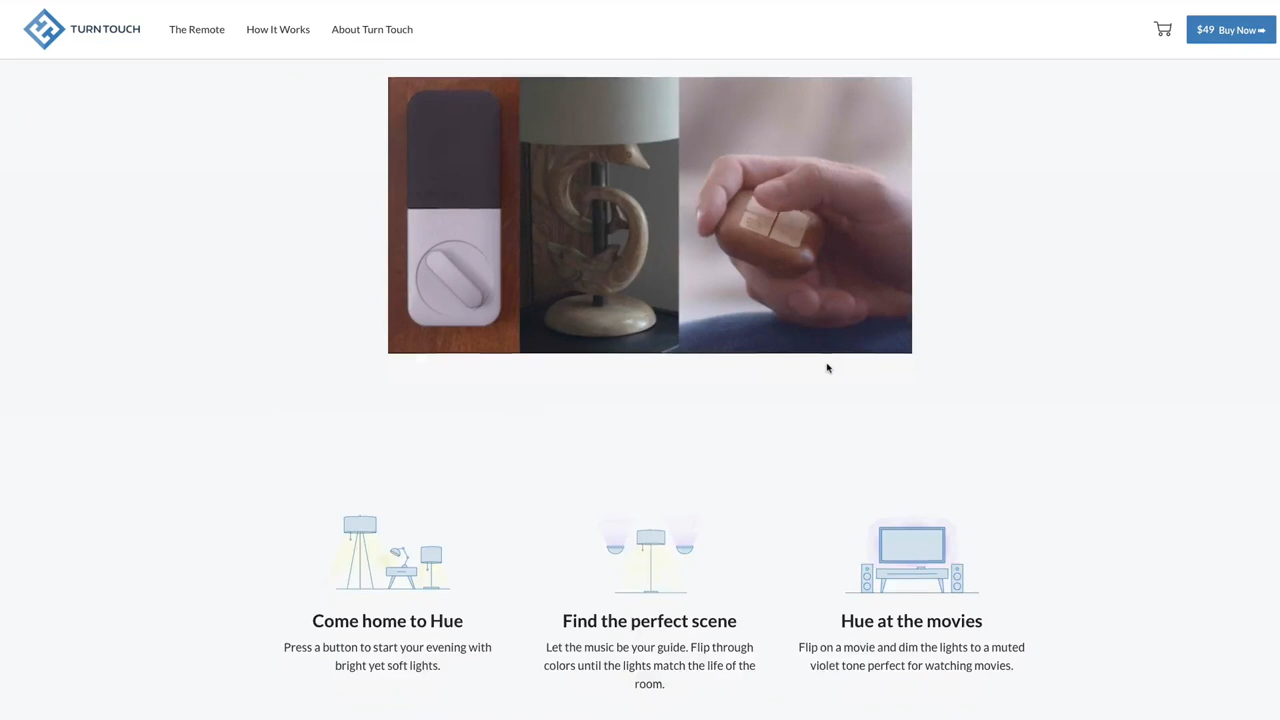 TURN TOUCH
The Remote
How It Works
About Turn Touch
$49 Buy Now ➡
Come home to Hue
Press a button to start your evening with
bright yet soft lights.
Find the perfect scene
Let the music be your guide. Flip through
colors until the lights match the life of the
room.
Hue at the movies
Flip on a movie and dim the lights to a muted
violet tone perfect for watching movies.